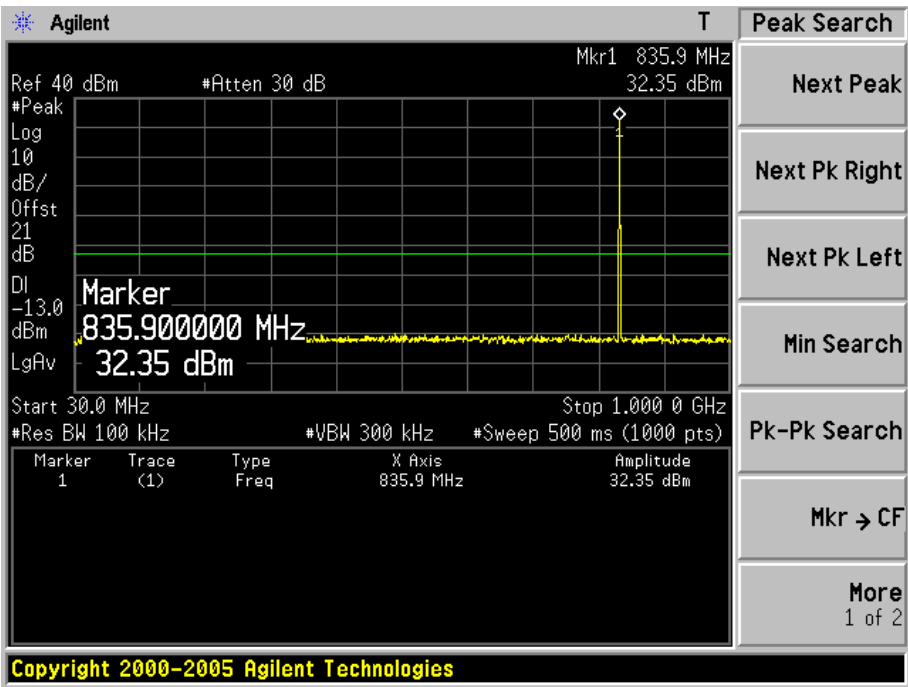 Agilent T Peak Search
Mkr1 835.9 MHz
Ref 40 dBm #Atten 30 dB 32.35 dBm
#Peak
Log
10
dB/
Offst
21
dB
DI
-13.0
dBm
LgAv
1
Marker
835.900000 MHz
32.35 dBm
Start 30.0 MHz Stop 1.000 0 GHz
#Res BW 100 kHz #VBW 300 kHz #Sweep 500 ms (1000 pts)
Marker Trace Type X Axis Amplitude
1 (1) Freq 835.9 MHz 32.35 dBm
Next Peak
Next Pk Right
Next Pk Left
Min Search
Pk-Pk Search
Mkr → CF
More
1 of 2
Copyright 2000-2005 Agilent Technologies